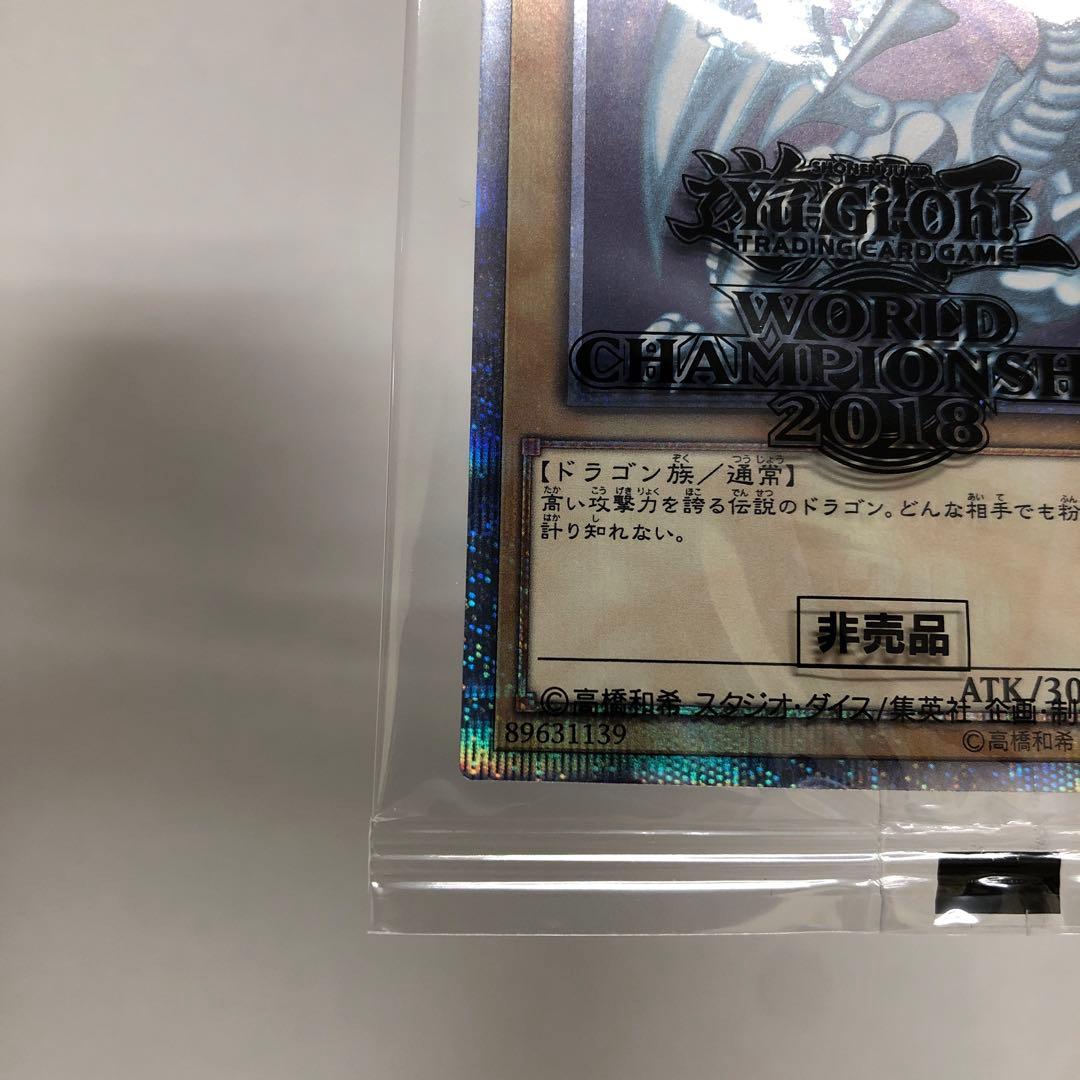 SHONEN JUMP
遊☆戯☆王
Yu-Gi-Oh!
TRADING CARD GAME
WORLD
CHAMPIONSH
2018
【ドラゴン族／通常】
高い攻撃力を誇る伝説のドラゴン。どんな相手でも粉
計り知れない。
非売品
ATK/30
©高橋和希 スタジオ・ダイス/集英社 企画・制
89631139
©高橋和希